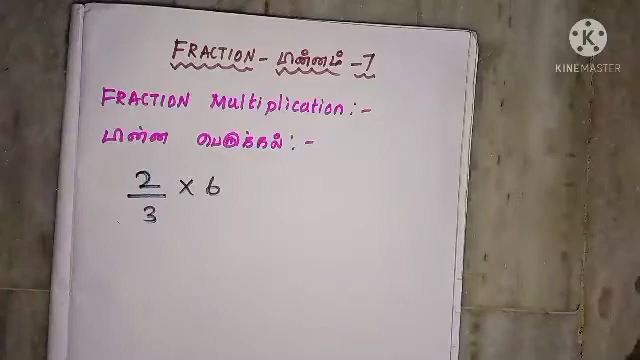 FRACTION - பின்னம் - 7
FRACTION Multiplication :-
பின்ன பெருக்கல் :-
2
3
× 6
K
KINEMASTER